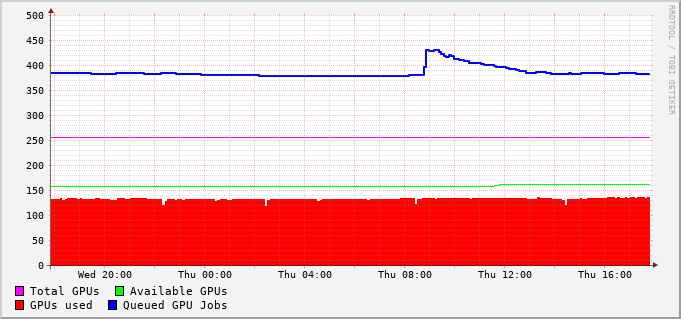 500
450
400
350
300
250
200
150
100
50
0
Wed 20:00 Thu 00:00 Thu 04:00 Thu 08:00 Thu 12:00 Thu 16:00
Total GPUs Available GPUs
GPUs used Queued GPU Jobs
RRDTOOL / TOBI OETIKER